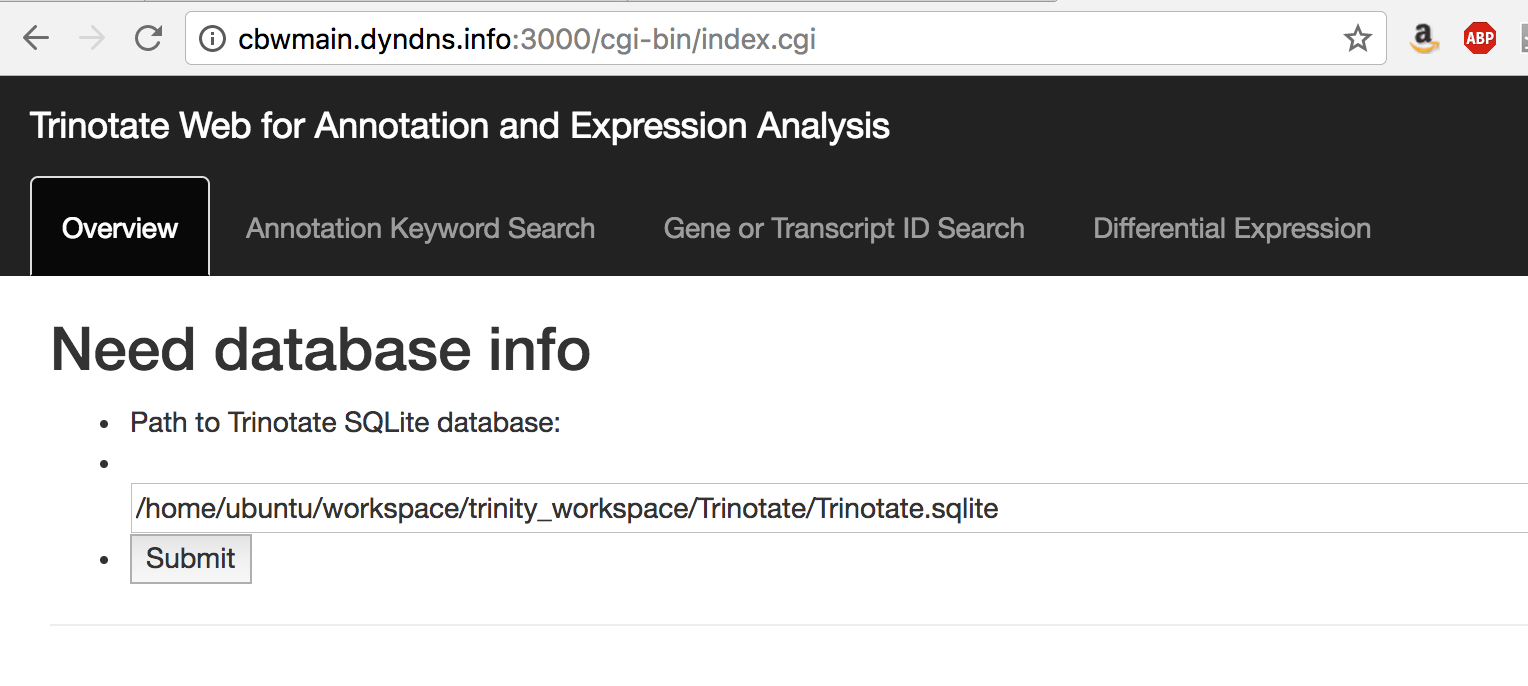 cbwmain.dyndns.info:3000/cgi-bin/index.cgi
a
ABP
Trinotate Web for Annotation and Expression Analysis
Overview Annotation Keyword Search Gene or Transcript ID Search Differential Expression
Need database info
Path to Trinotate SQLite database:
/home/ubuntu/workspace/trinity_workspace/Trinotate/Trinotate.sqlite
Submit